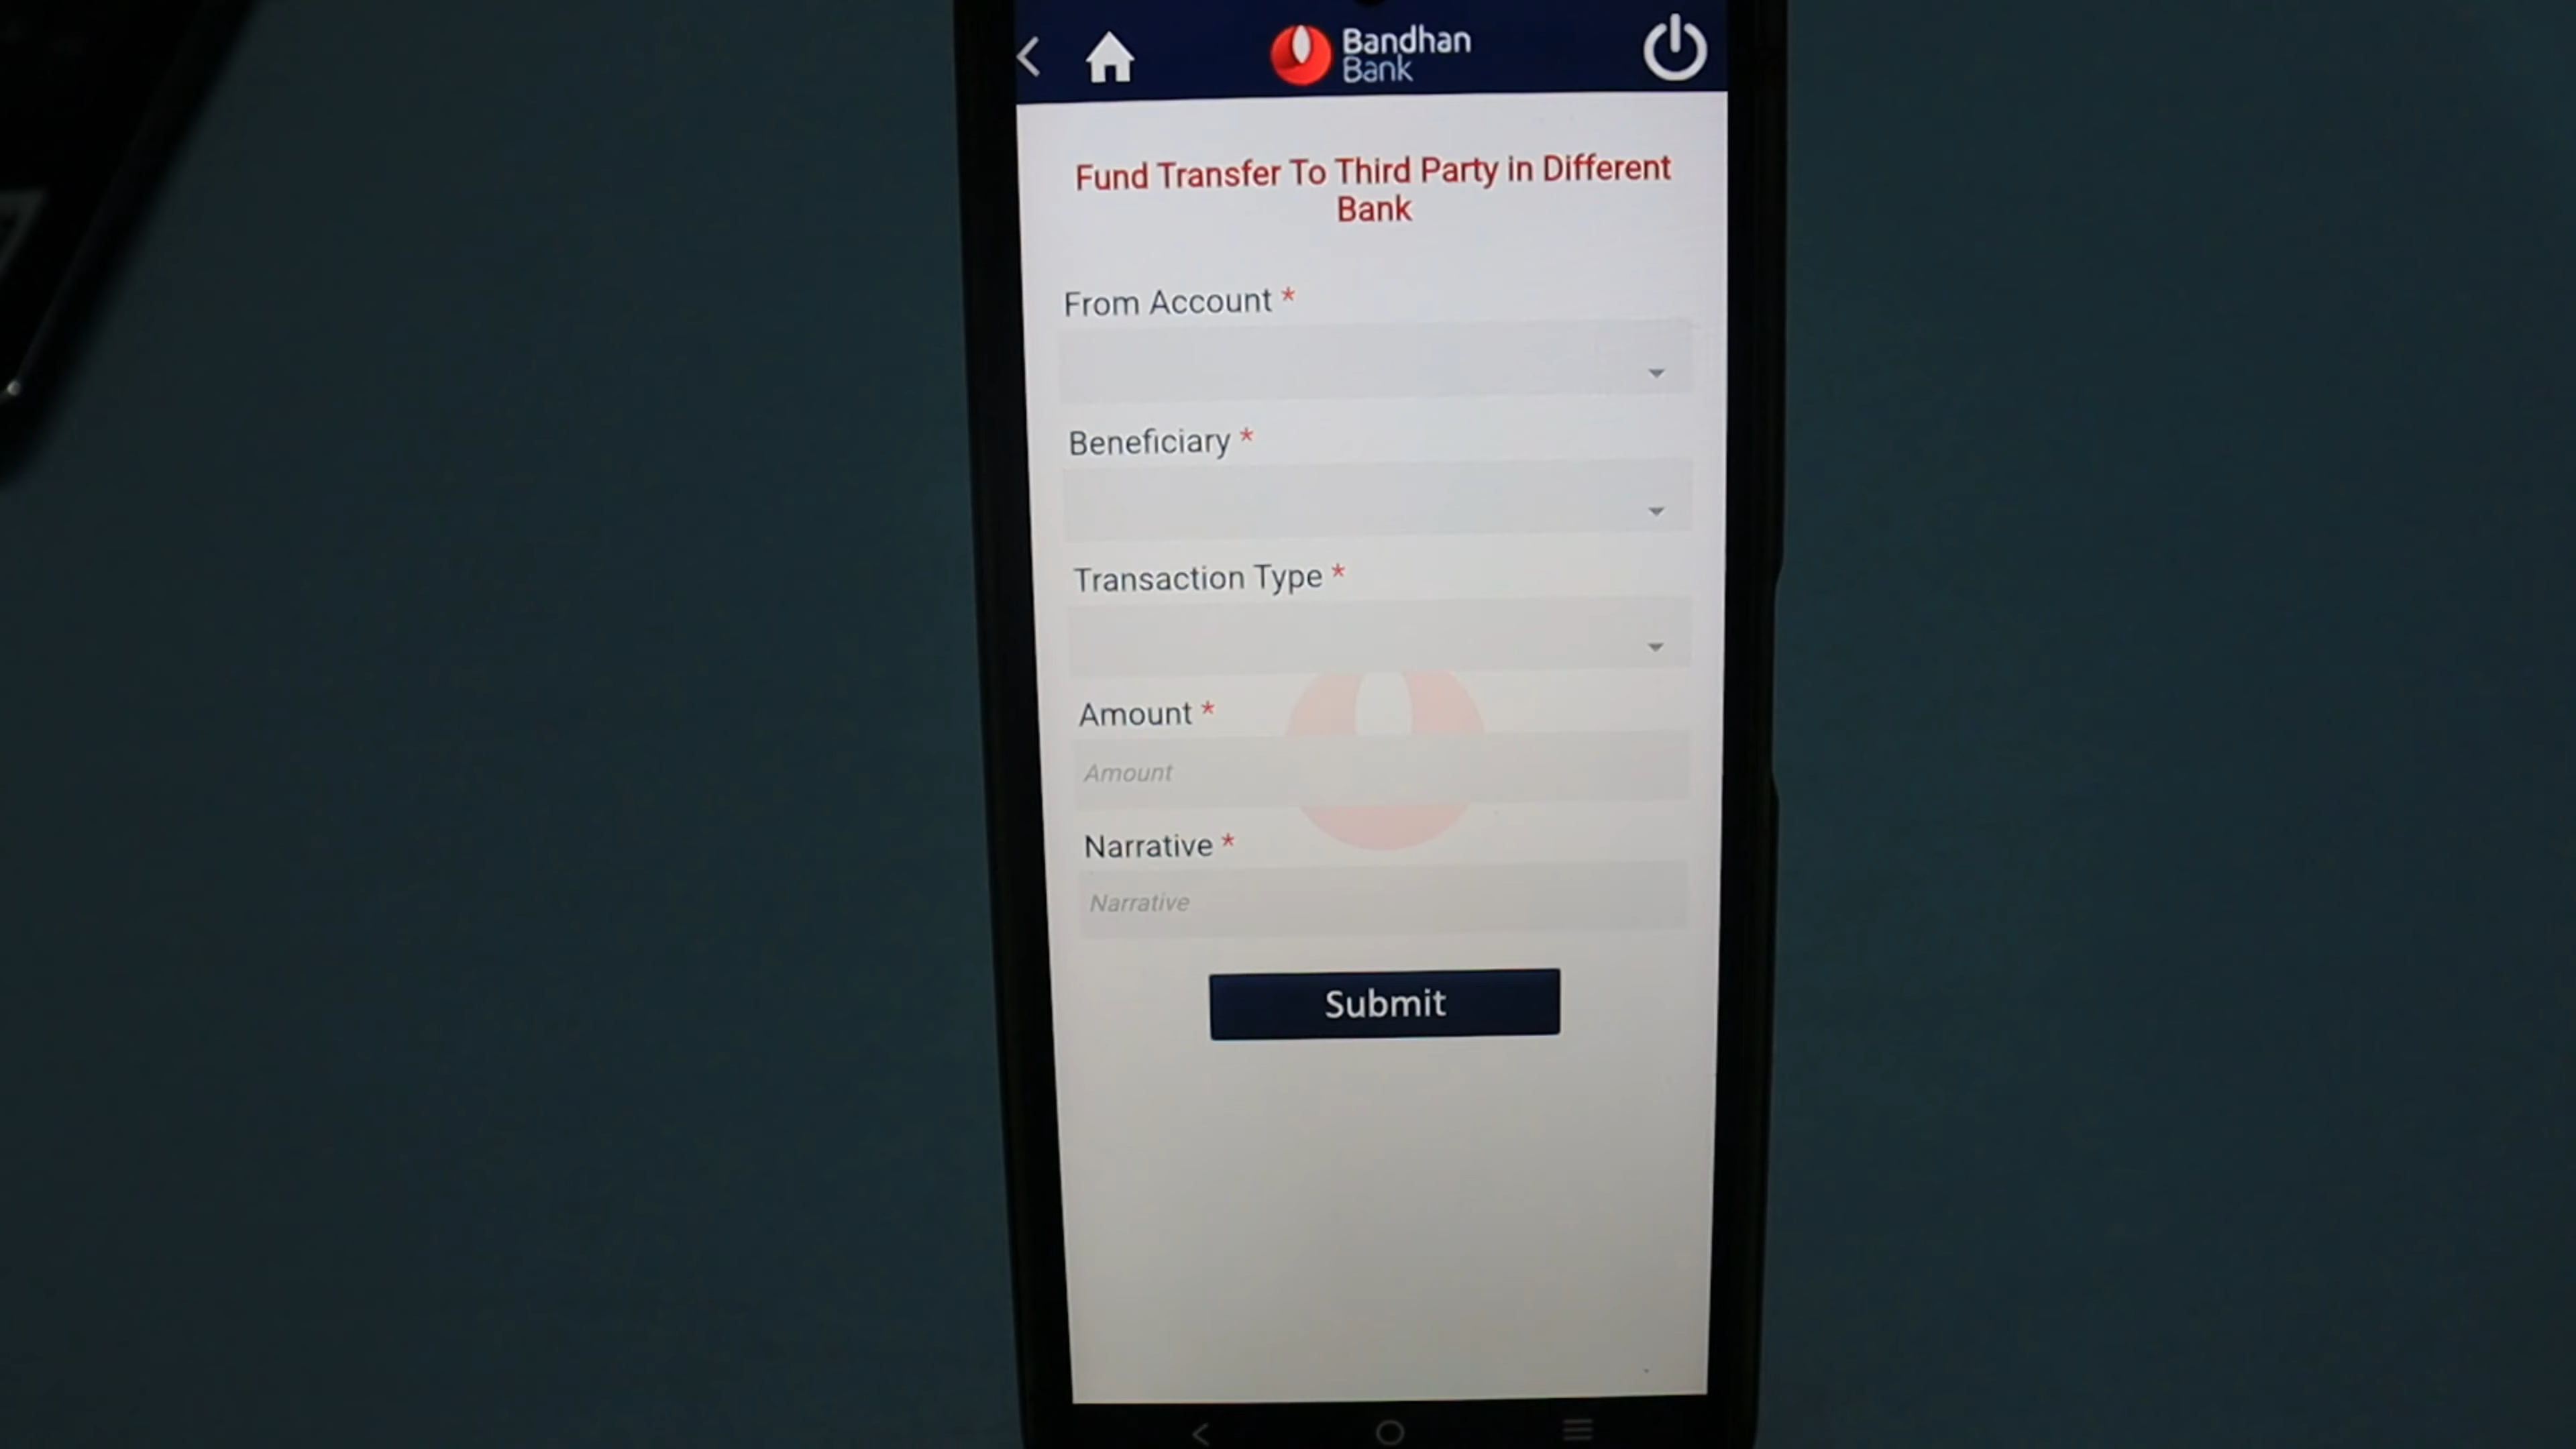 Bandhan
Bank
Fund Transfer To Third Party in Different
Bank
From Account *
Beneficiary *
Transaction Type *
Amount *
Amount
Narrative *
Narrative
Submit